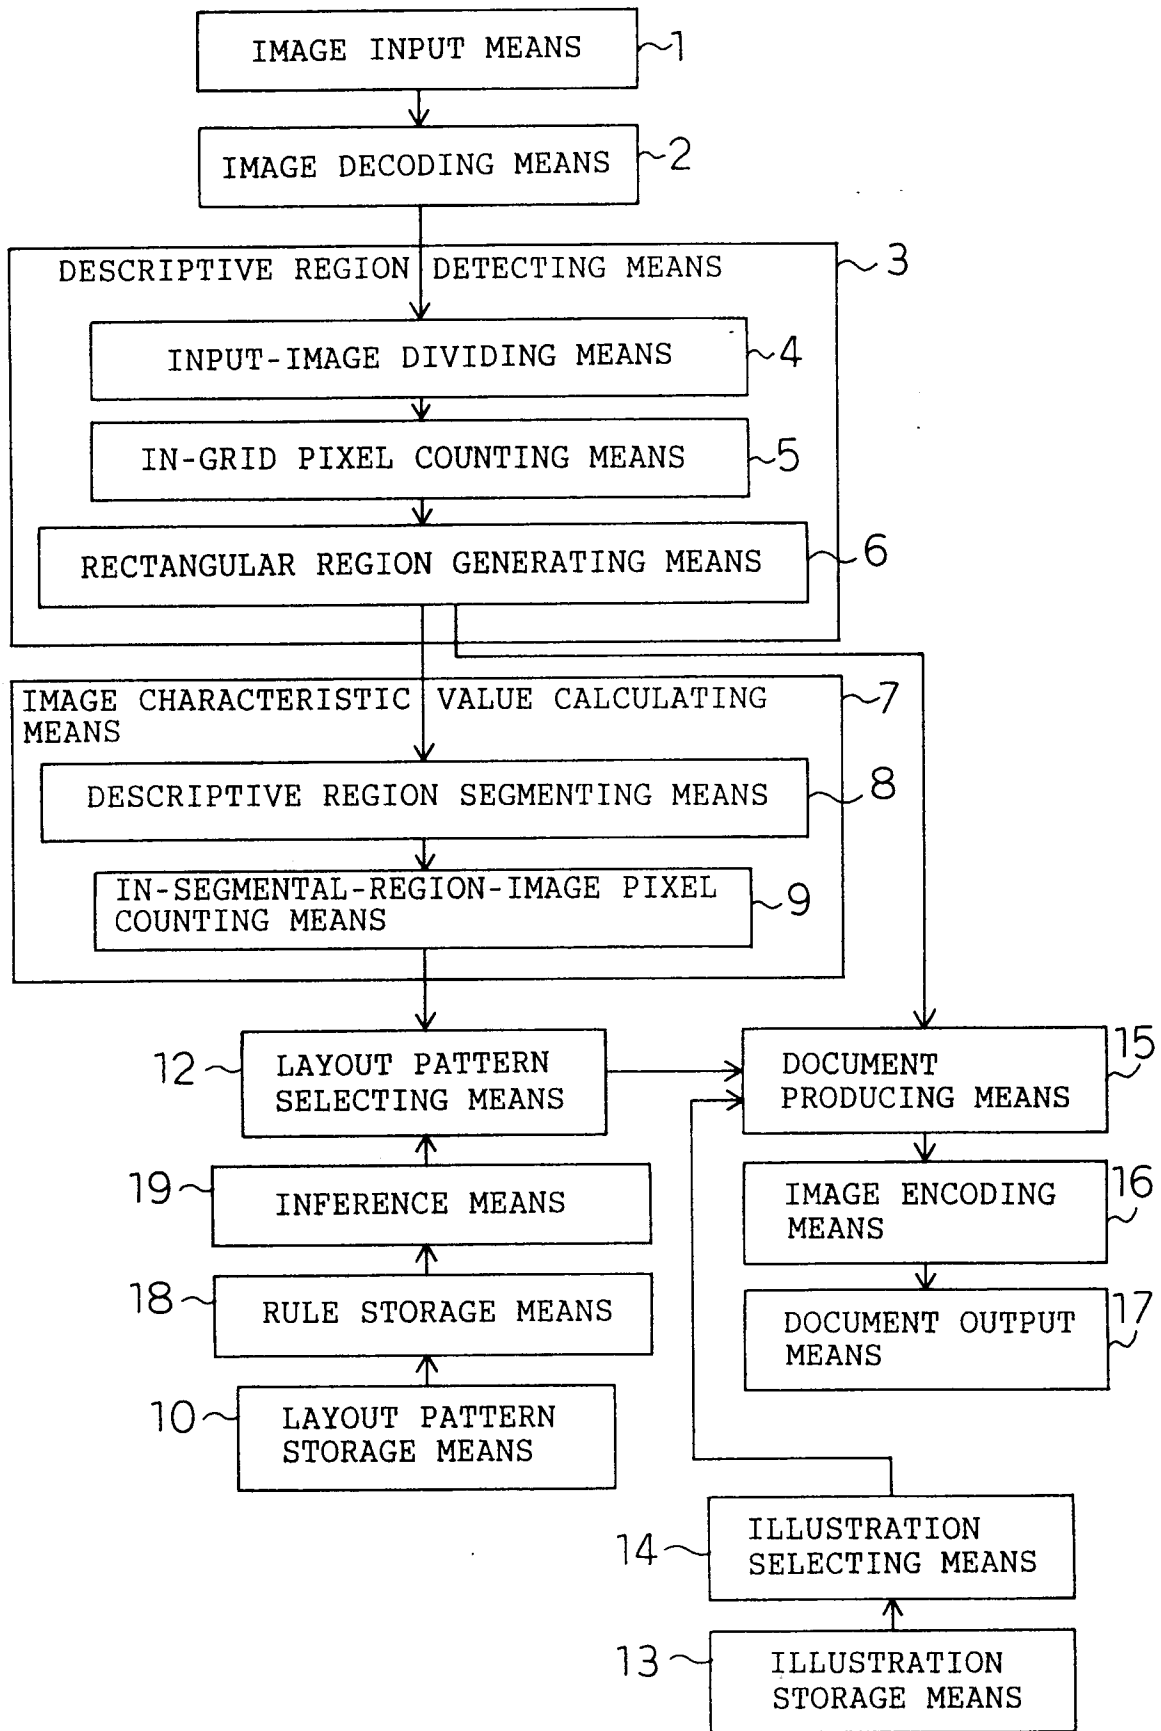 IMAGE INPUT MEANS
1
IMAGE DECODING MEANS
2
DESCRIPTIVE REGION DETECTING MEANS
3
INPUT-IMAGE DIVIDING MEANS
4
IN-GRID PIXEL COUNTING MEANS
5
RECTANGULAR REGION GENERATING MEANS
6
IMAGE CHARACTERISTIC VALUE CALCULATING
MEANS
7
DESCRIPTIVE REGION SEGMENTING MEANS
8
IN-SEGMENTAL-REGION-IMAGE PIXEL
COUNTING MEANS
9
12
LAYOUT PATTERN
SELECTING MEANS
DOCUMENT
PRODUCING MEANS
15
19
INFERENCE MEANS
IMAGE ENCODING
MEANS
16
18
RULE STORAGE MEANS
DOCUMENT OUTPUT
MEANS
17
10
LAYOUT PATTERN
STORAGE MEANS
14
ILLUSTRATION
SELECTING MEANS
13
ILLUSTRATION
STORAGE MEANS